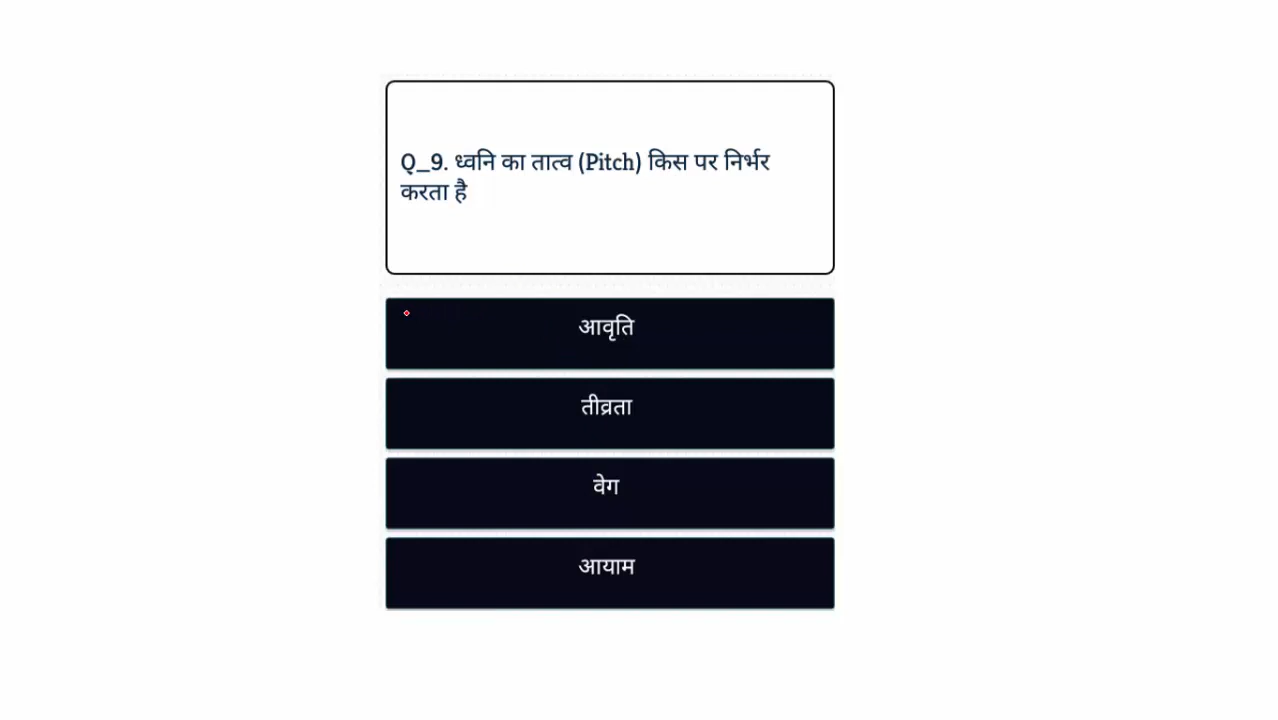 Q_9. ध्वनि का तात्व (Pitch) किस पर निर्भर
करता है
आवृति
तीव्रता
वेग
आयाम